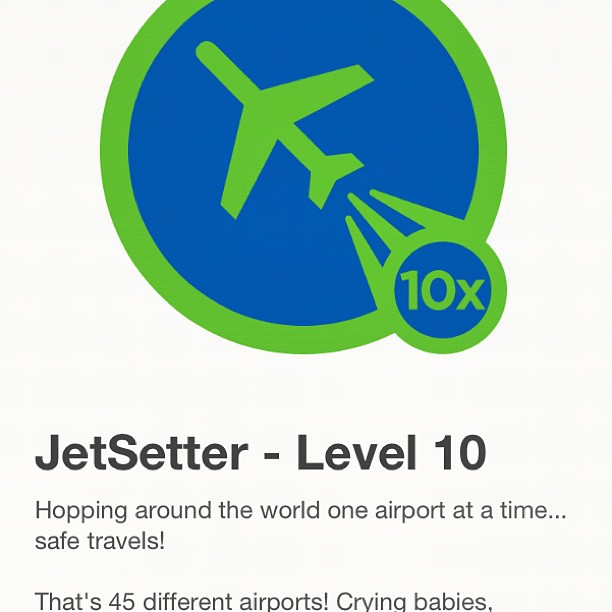 10x
JetSetter - Level 10
Hopping around the world one airport at a time...
safe travels!
That's 45 different airports! Crying babies,